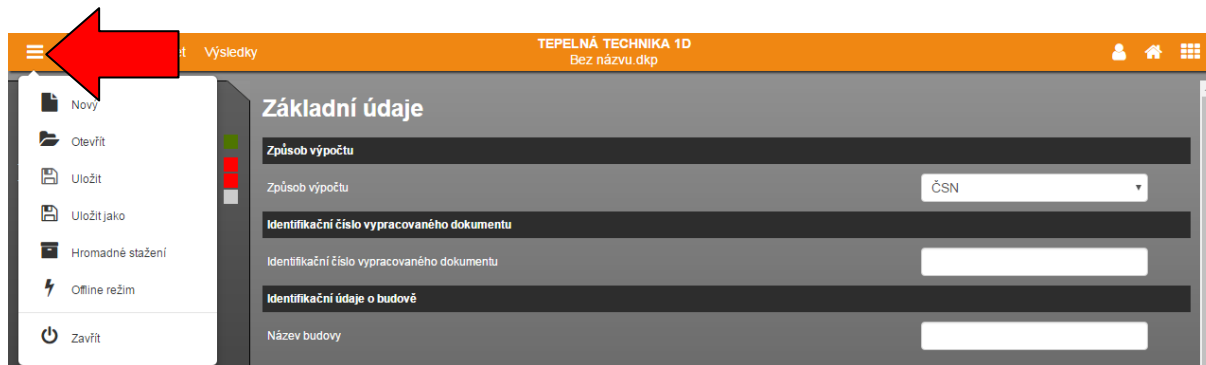 Výsledky
TEPELNÁ TECHNIKA 1D
Bez názvu.dkp
Nový
Otevřít
Uložit
Uložit jako
Hromadné stažení
Offline režim
Zavřít
Základní údaje
Způsob výpočtu
Způsob výpočtu
ČSN
Identifikační číslo vypracovaného dokumentu
Identifikační číslo vypracovaného dokumentu
Identifikační údaje o budově
Název budovy